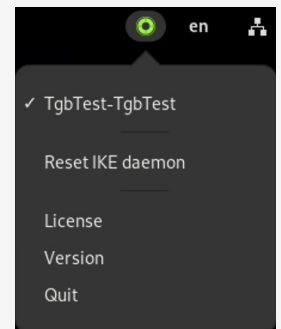 en
✓ TgbTest-TgbTest
Reset IKE daemon
License
Version
Quit